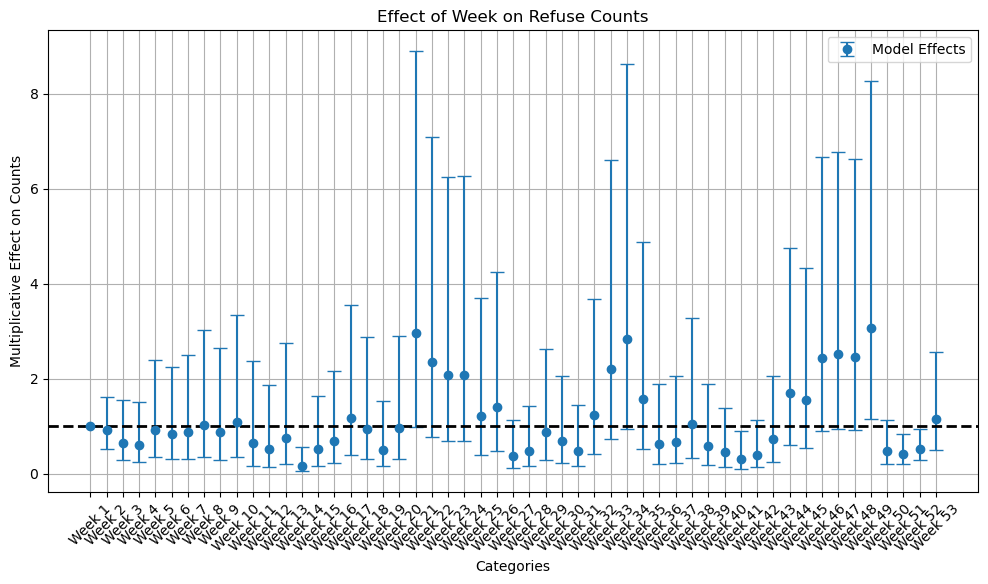 Effect of Week on Refuse Counts
Model Effects
Multiplicative Effect on Counts
8
6
4
2
0
Week 1
Week 2
Week 3
Week 4
Week 5
Week 6
Week 7
Week 8
Week 9
Week 10
Week 11
Week 12
Week 13
Week 14
Week 15
Week 16
Week 17
Week 18
Week 19
Week 20
Week 21
Week 22
Week 23
Week 24
Week 25
Week 26
Week 27
Week 28
Week 29
Week 30
Week 31
Week 32
Week 33
Week 34
Week 35
Week 36
Week 37
Week 38
Week 39
Week 40
Week 41
Week 42
Week 43
Week 44
Week 45
Week 46
Week 47
Week 48
Week 49
Week 50
Week 51
Week 52
Week 53
Categories